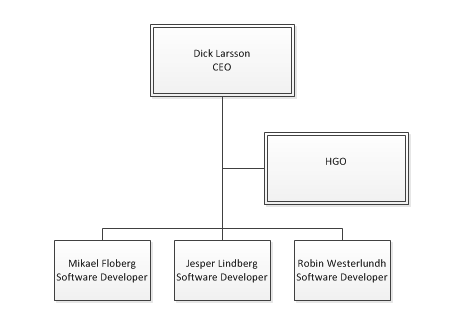 Dick Larsson
CEO
HGO
Mikael Floberg
Software Developer
Jesper Lindberg
Software Developer
Robin Westerlundh
Software Developer